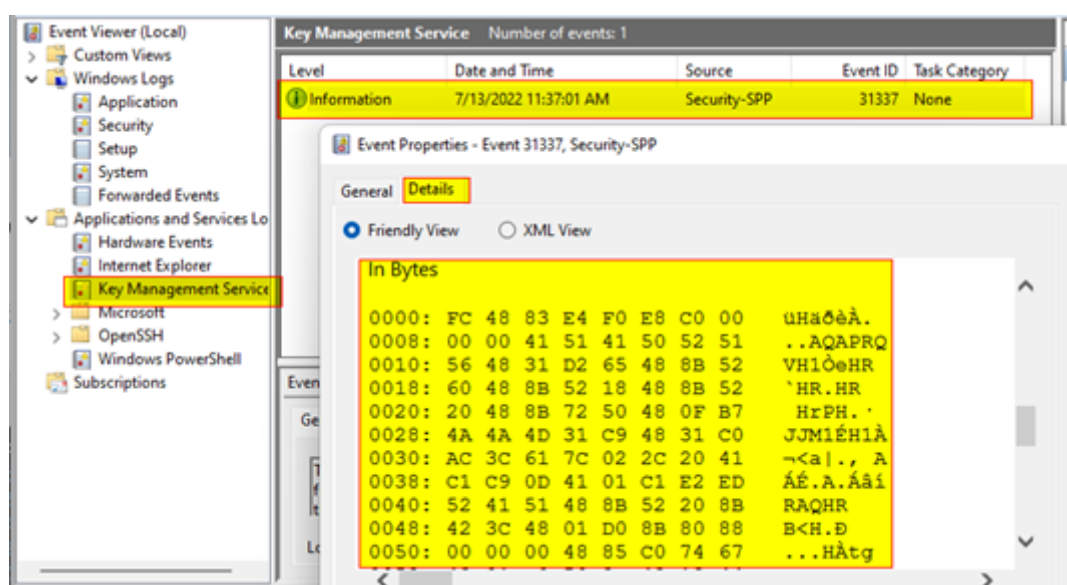 Event Viewer (Local)
Custom Views
Windows Logs
Application
Security
Setup
System
Forwarded Events
Applications and Services Lo
Hardware Events
Internet Explorer
Key Management Service
Microsoft
OpenSSH
Windows PowerShell
Subscriptions
Key Management Service Number of events: 1
Level Date and Time Source Event ID Task Category
Information 7/13/2022 11:37:01 AM Security-SPP 31337 None
Event Properties - Event 31337, Security-SPP
General Details
Friendly View XML View
In Bytes
0000: FC 48 83 E4 F0 E8 C0 00 üHäðèÀ.
0008: 00 00 41 51 41 50 52 51 ..AQAPRQ
0010: 56 48 31 D2 65 48 8B 52 VH1ÒeHR
0018: 60 48 8B 52 18 48 8B 52 `HR.HR
0020: 20 48 8B 72 50 48 0F B7 HrPH.·
0028: 4A 4A 4D 31 C9 48 31 C0 JJM1ÉH1À
0030: AC 3C 61 7C 02 2C 20 41 ¬<a|., A
0038: C1 C9 0D 41 01 C1 E2 ED ÁÉ.A.Áâí
0040: 52 41 51 48 8B 52 20 8B RAQHR
0048: 42 3C 48 01 D0 8B 80 88 B<H.Ð
0050: 00 00 00 48 85 C0 74 67 ...HÀtg
Even
Ge
Lo